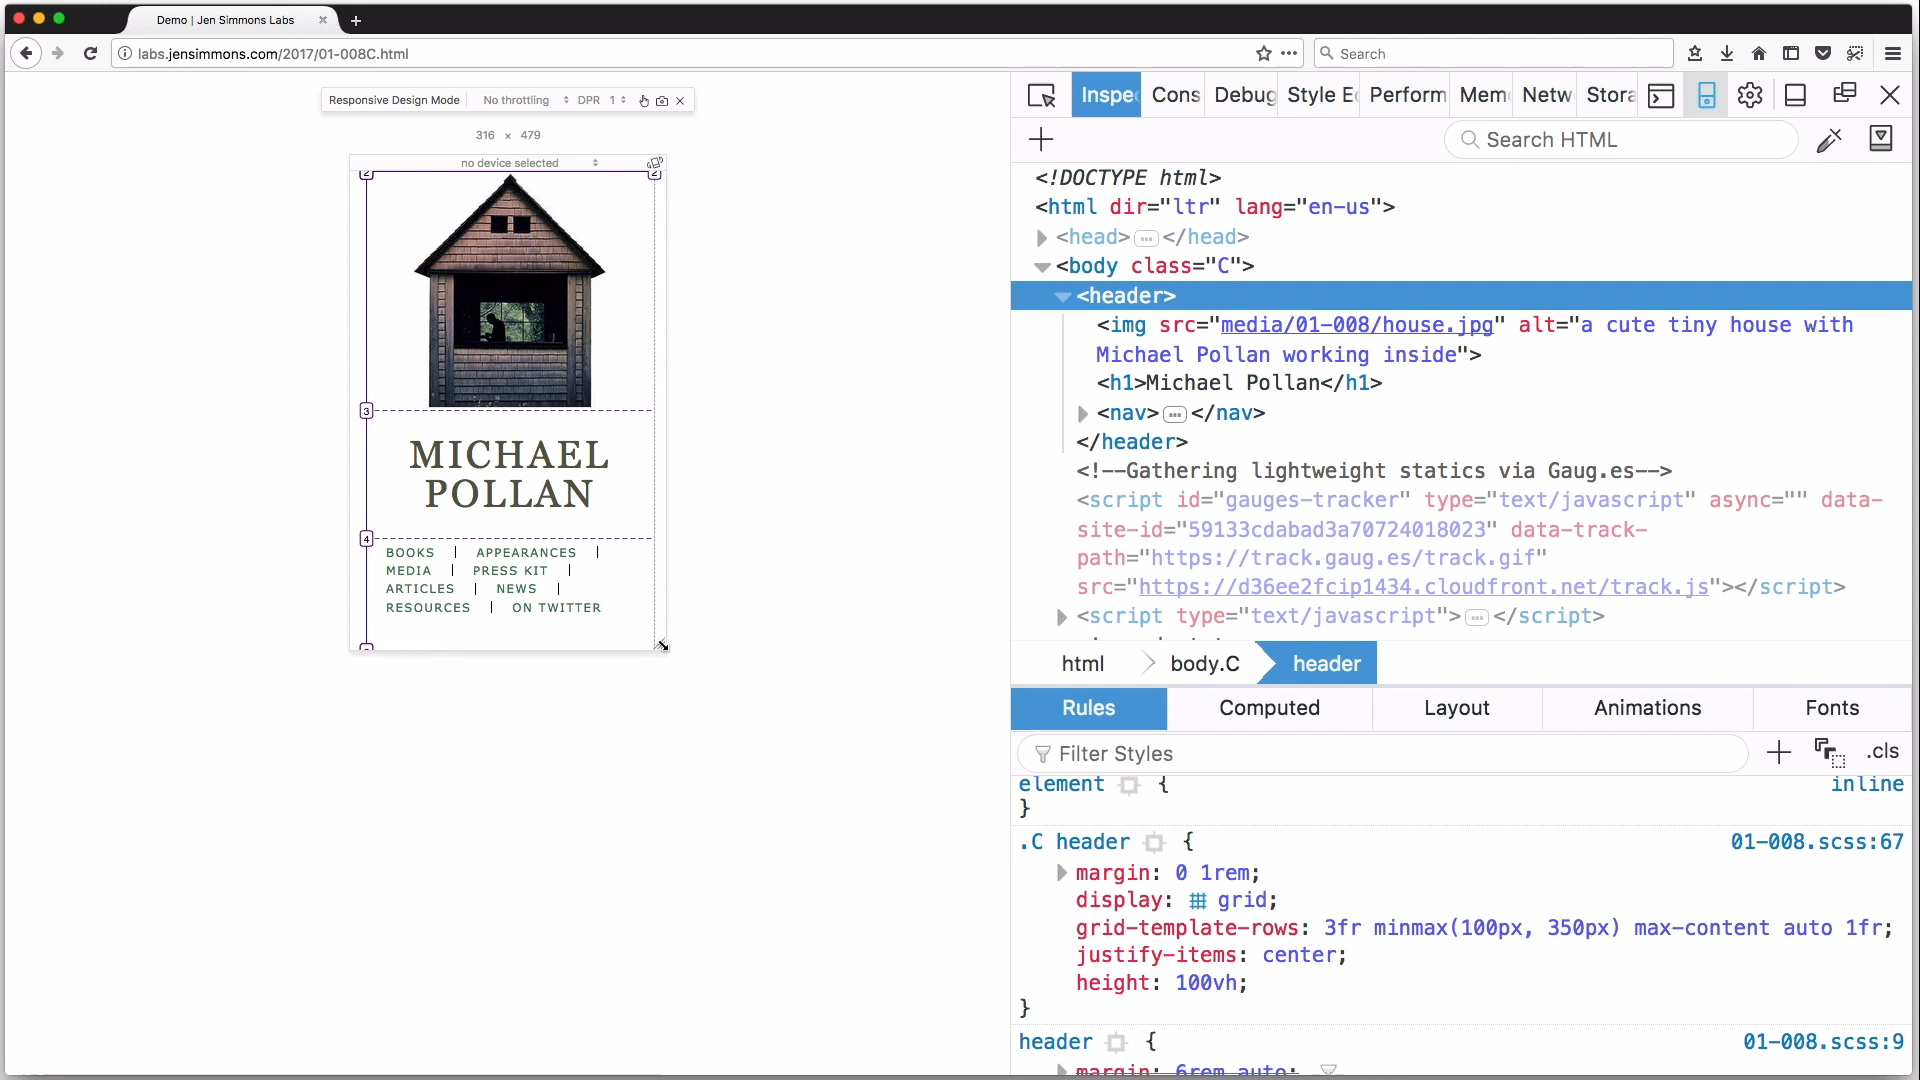 Demo | Jen Simmons Labs
labs.jensimmons.com/2017/01-008C.html
Search
Responsive Design Mode No throttling DPR 1
316 × 479
no device selected
2 2
3
MICHAEL
POLLAN
4
BOOKS | APPEARANCES |
MEDIA | PRESS KIT |
ARTICLES | NEWS |
RESOURCES | ON TWITTER
Inspe Cons Debug Style E Perform Mem Netw Stora
Search HTML
<!DOCTYPE html>
<html dir="ltr" lang="en-us">
<head>…</head>
<body class="C">
<header>
<img src="media/01-008/house.jpg" alt="a cute tiny house with
Michael Pollan working inside">
<h1>Michael Pollan</h1>
<nav>…</nav>
</header>
<!--Gathering lightweight statics via Gaug.es-->
<script id="gauges-tracker" type="text/javascript" async="" data-
site-id="59133cdabad3a70724018023" data-track-
path="https://track.gaug.es/track.gif"
src="https://d36ee2fcip1434.cloudfront.net/track.js"></script>
<script type="text/javascript">…</script>
html body.C header
Rules Computed Layout Animations Fonts
Filter Styles .cls
element { inline
}
.C header { 01-008.scss:67
margin: 0 1rem;
display: grid;
grid-template-rows: 3fr minmax(100px, 350px) max-content auto 1fr;
justify-items: center;
height: 100vh;
}
header { 01-008.scss:9
margin: 6rem auto;